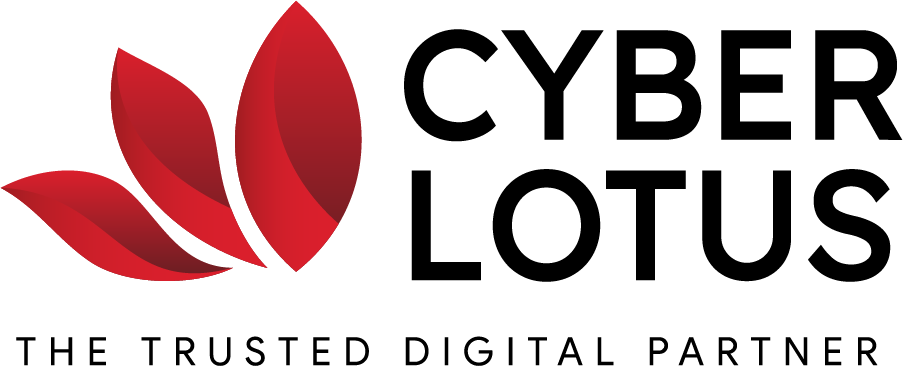 CYBER
LOTUS
THE TRUSTED DIGITAL PARTNER